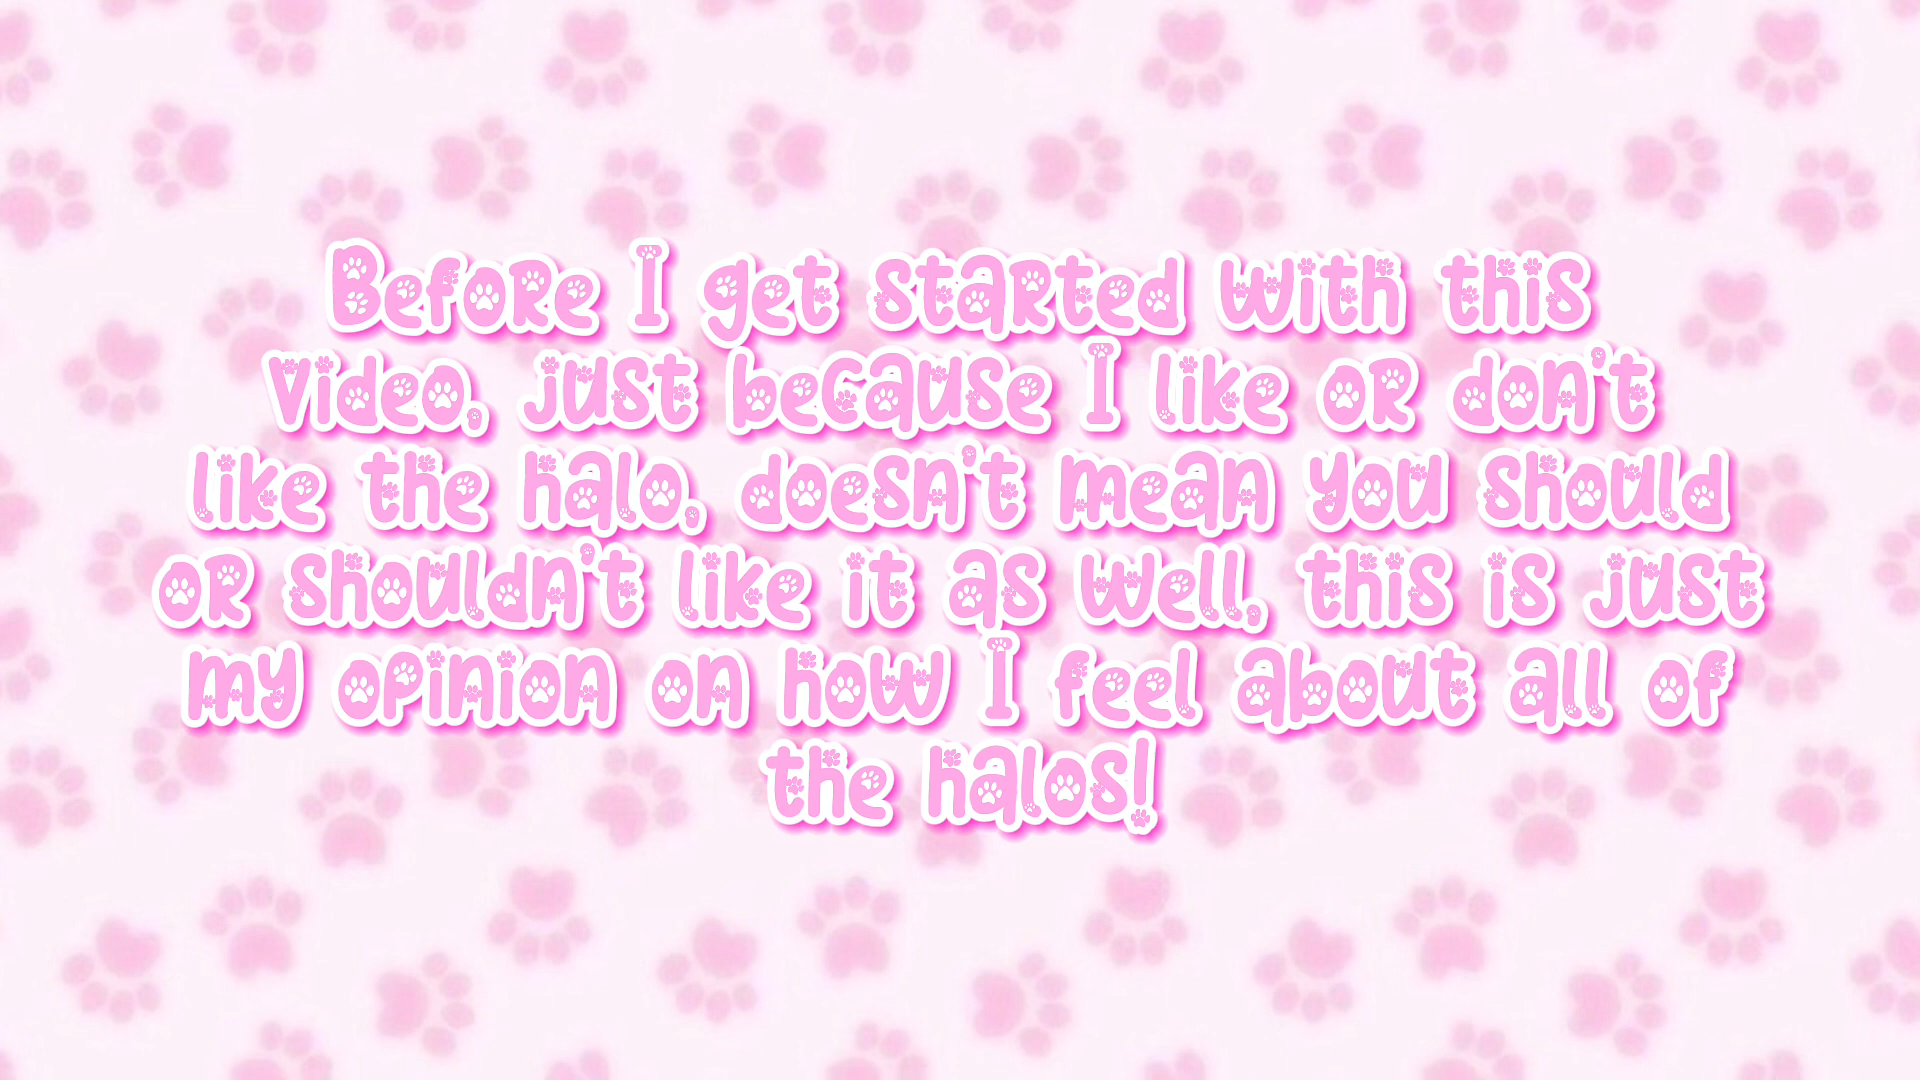 Before I get started with this
video, just because I like or don't
like the halo, doesn't mean you should
or shouldn't like it as well, this is just
my opinion on how I feel about all of
the halos!